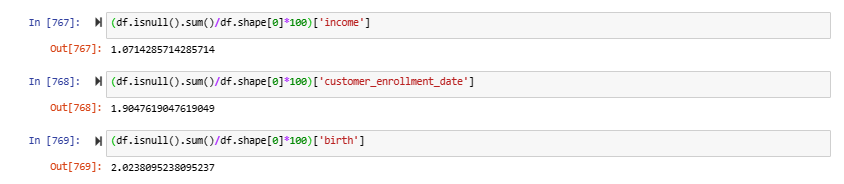 In [767]: (df.isnull().sum()/df.shape[0]*100)['income']
Out[767]: 1.0714285714285714
In [768]: (df.isnull().sum()/df.shape[0]*100)['customer_enrollment_date']
Out[768]: 1.9047619047619049
In [769]: (df.isnull().sum()/df.shape[0]*100)['birth']
Out[769]: 2.0238095238095237